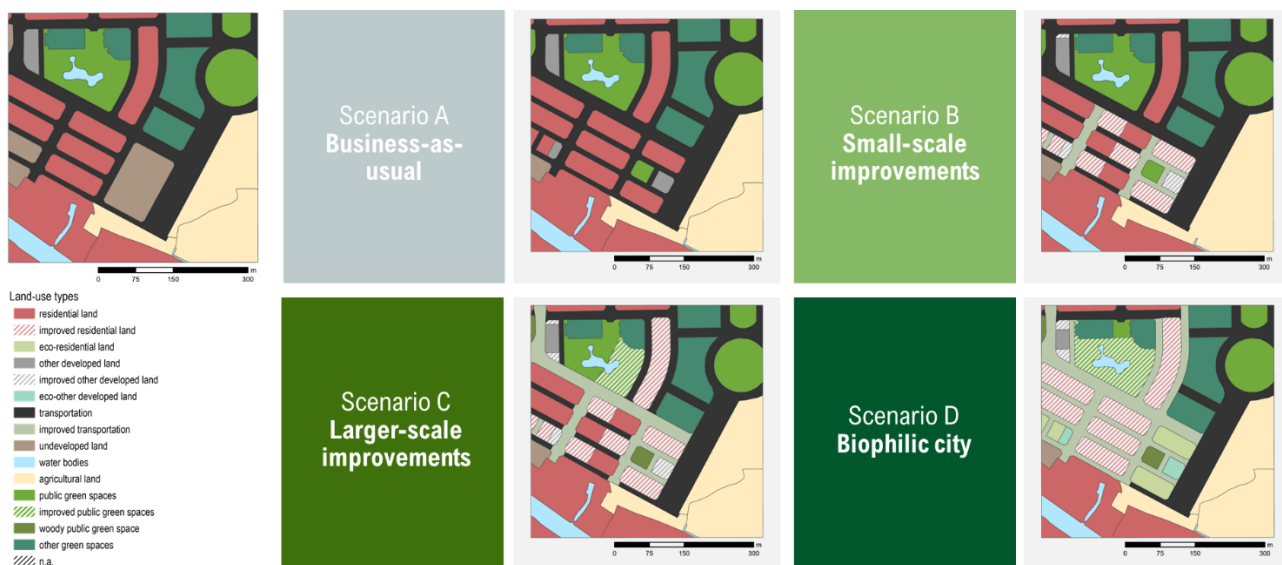 Scenario A
Business-as-
usual
Scenario B
Small-scale
improvements
m
0 75 150 300
m
0 75 150 300
m
0 75 150 300
Land-use types
residential land
improved residential land
eco-residential land
other developed land
improved other developed land
eco-other developed land
transportation
improved transportation
undeveloped land
water bodies
agricultural land
public green spaces
improved public green spaces
woody public green space
other green spaces
n.a.
Scenario C
Larger-scale
improvements
Scenario D
Biophilic city
m
0 75 150 300
m
0 75 150 300